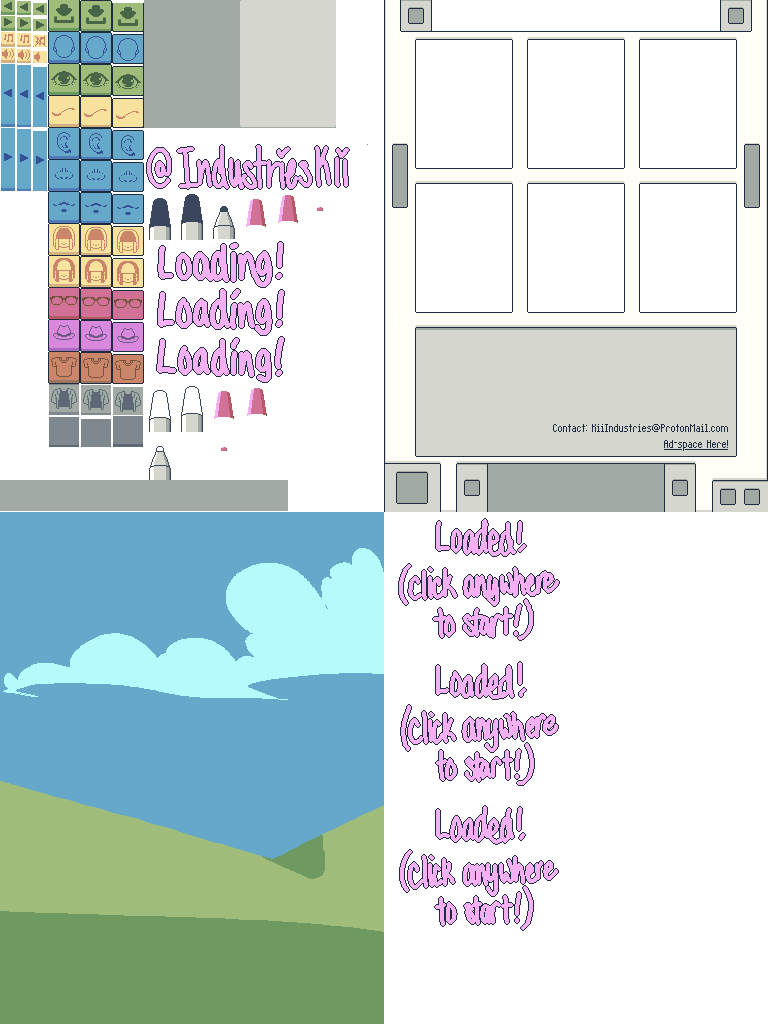 @IndustriesKii
Loading!
Loading!
Loading!
Contact: KiiIndustries@ProtonMail.com
Ad-space Here!
Loaded!
(click anywhere
to start!)
Loaded!
(click anywhere
to start!)
Loaded!
(click anywhere
to start!)